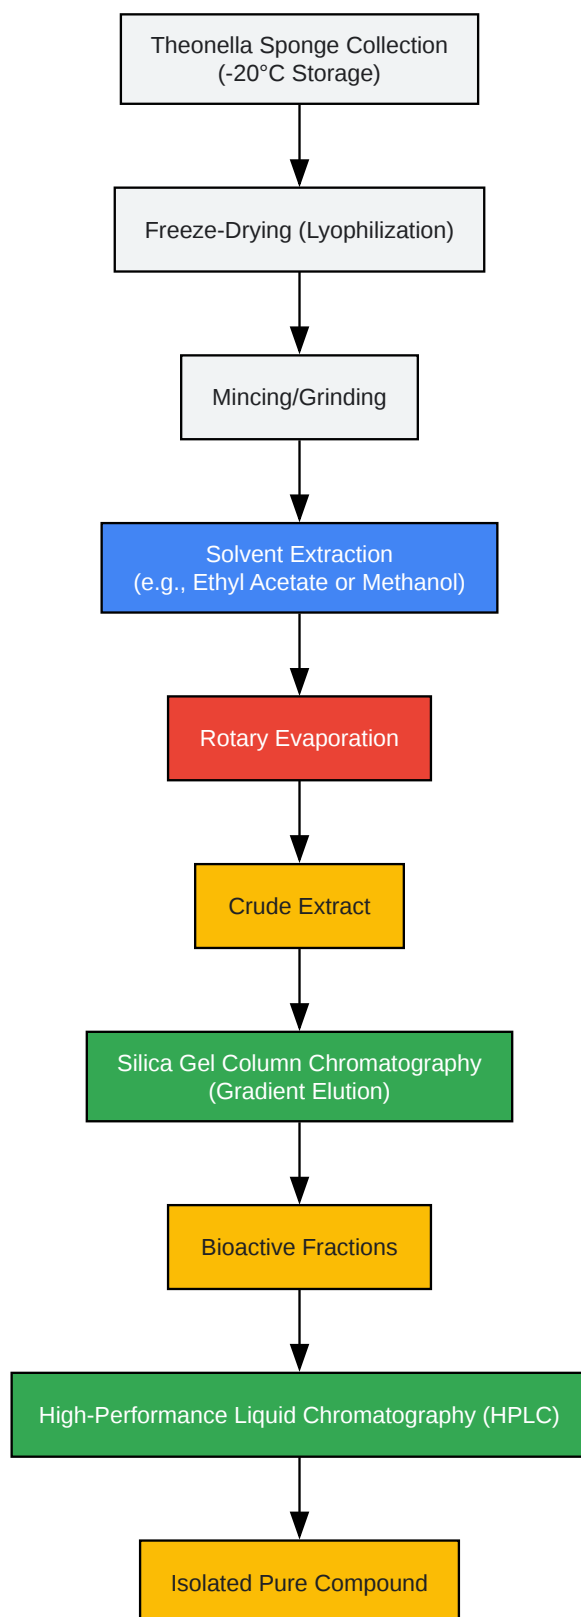 Theonella Sponge Collection
(-20°C Storage)
Freeze-Drying (Lyophilization)
Mincing/Grinding
Solvent Extraction
(e.g., Ethyl Acetate or Methanol)
Rotary Evaporation
Crude Extract
Silica Gel Column Chromatography
(Gradient Elution)
Bioactive Fractions
High-Performance Liquid Chromatography (HPLC)
Isolated Pure Compound